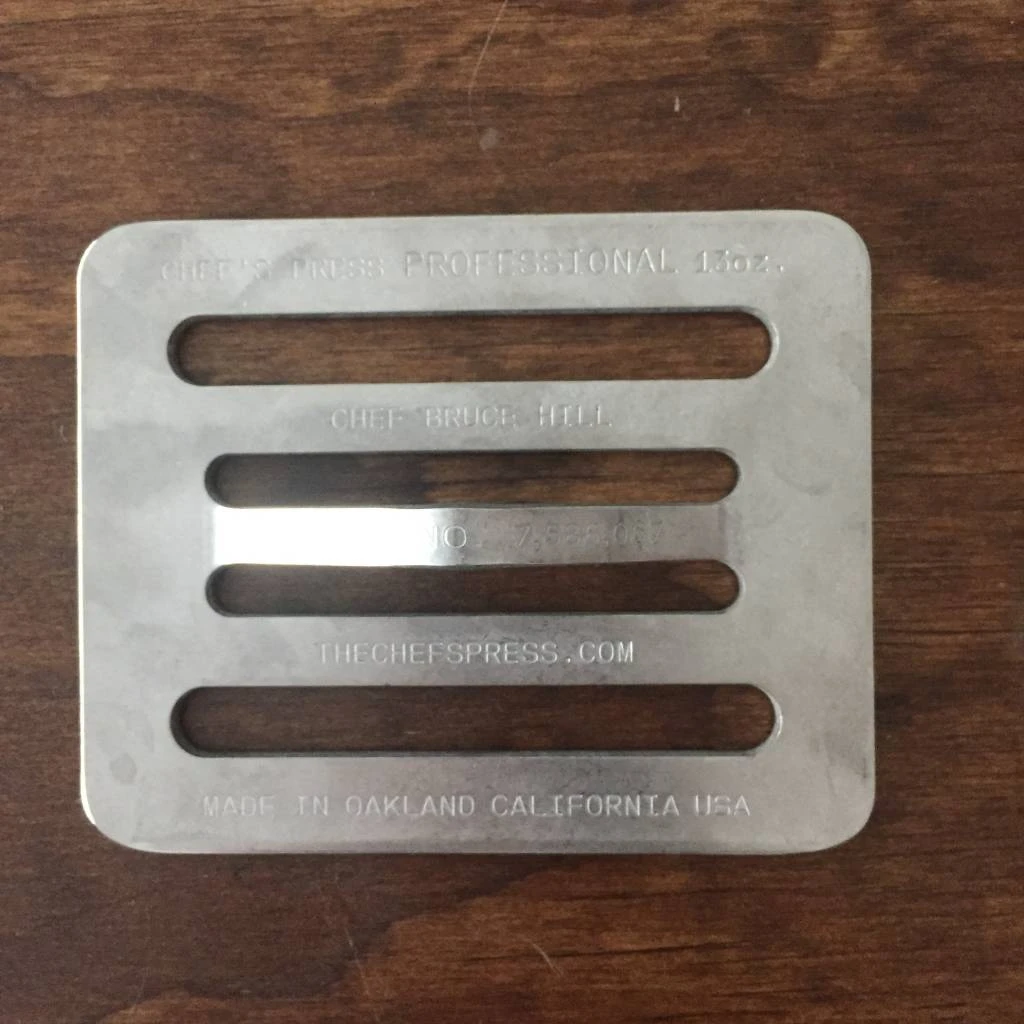 CHEF'S PRESS PROFESSIONAL 13oz.
CHEF BRUCE HILL
NO.
THECHEFSPRESS.COM
MADE IN OAKLAND CALIFORNIA USA